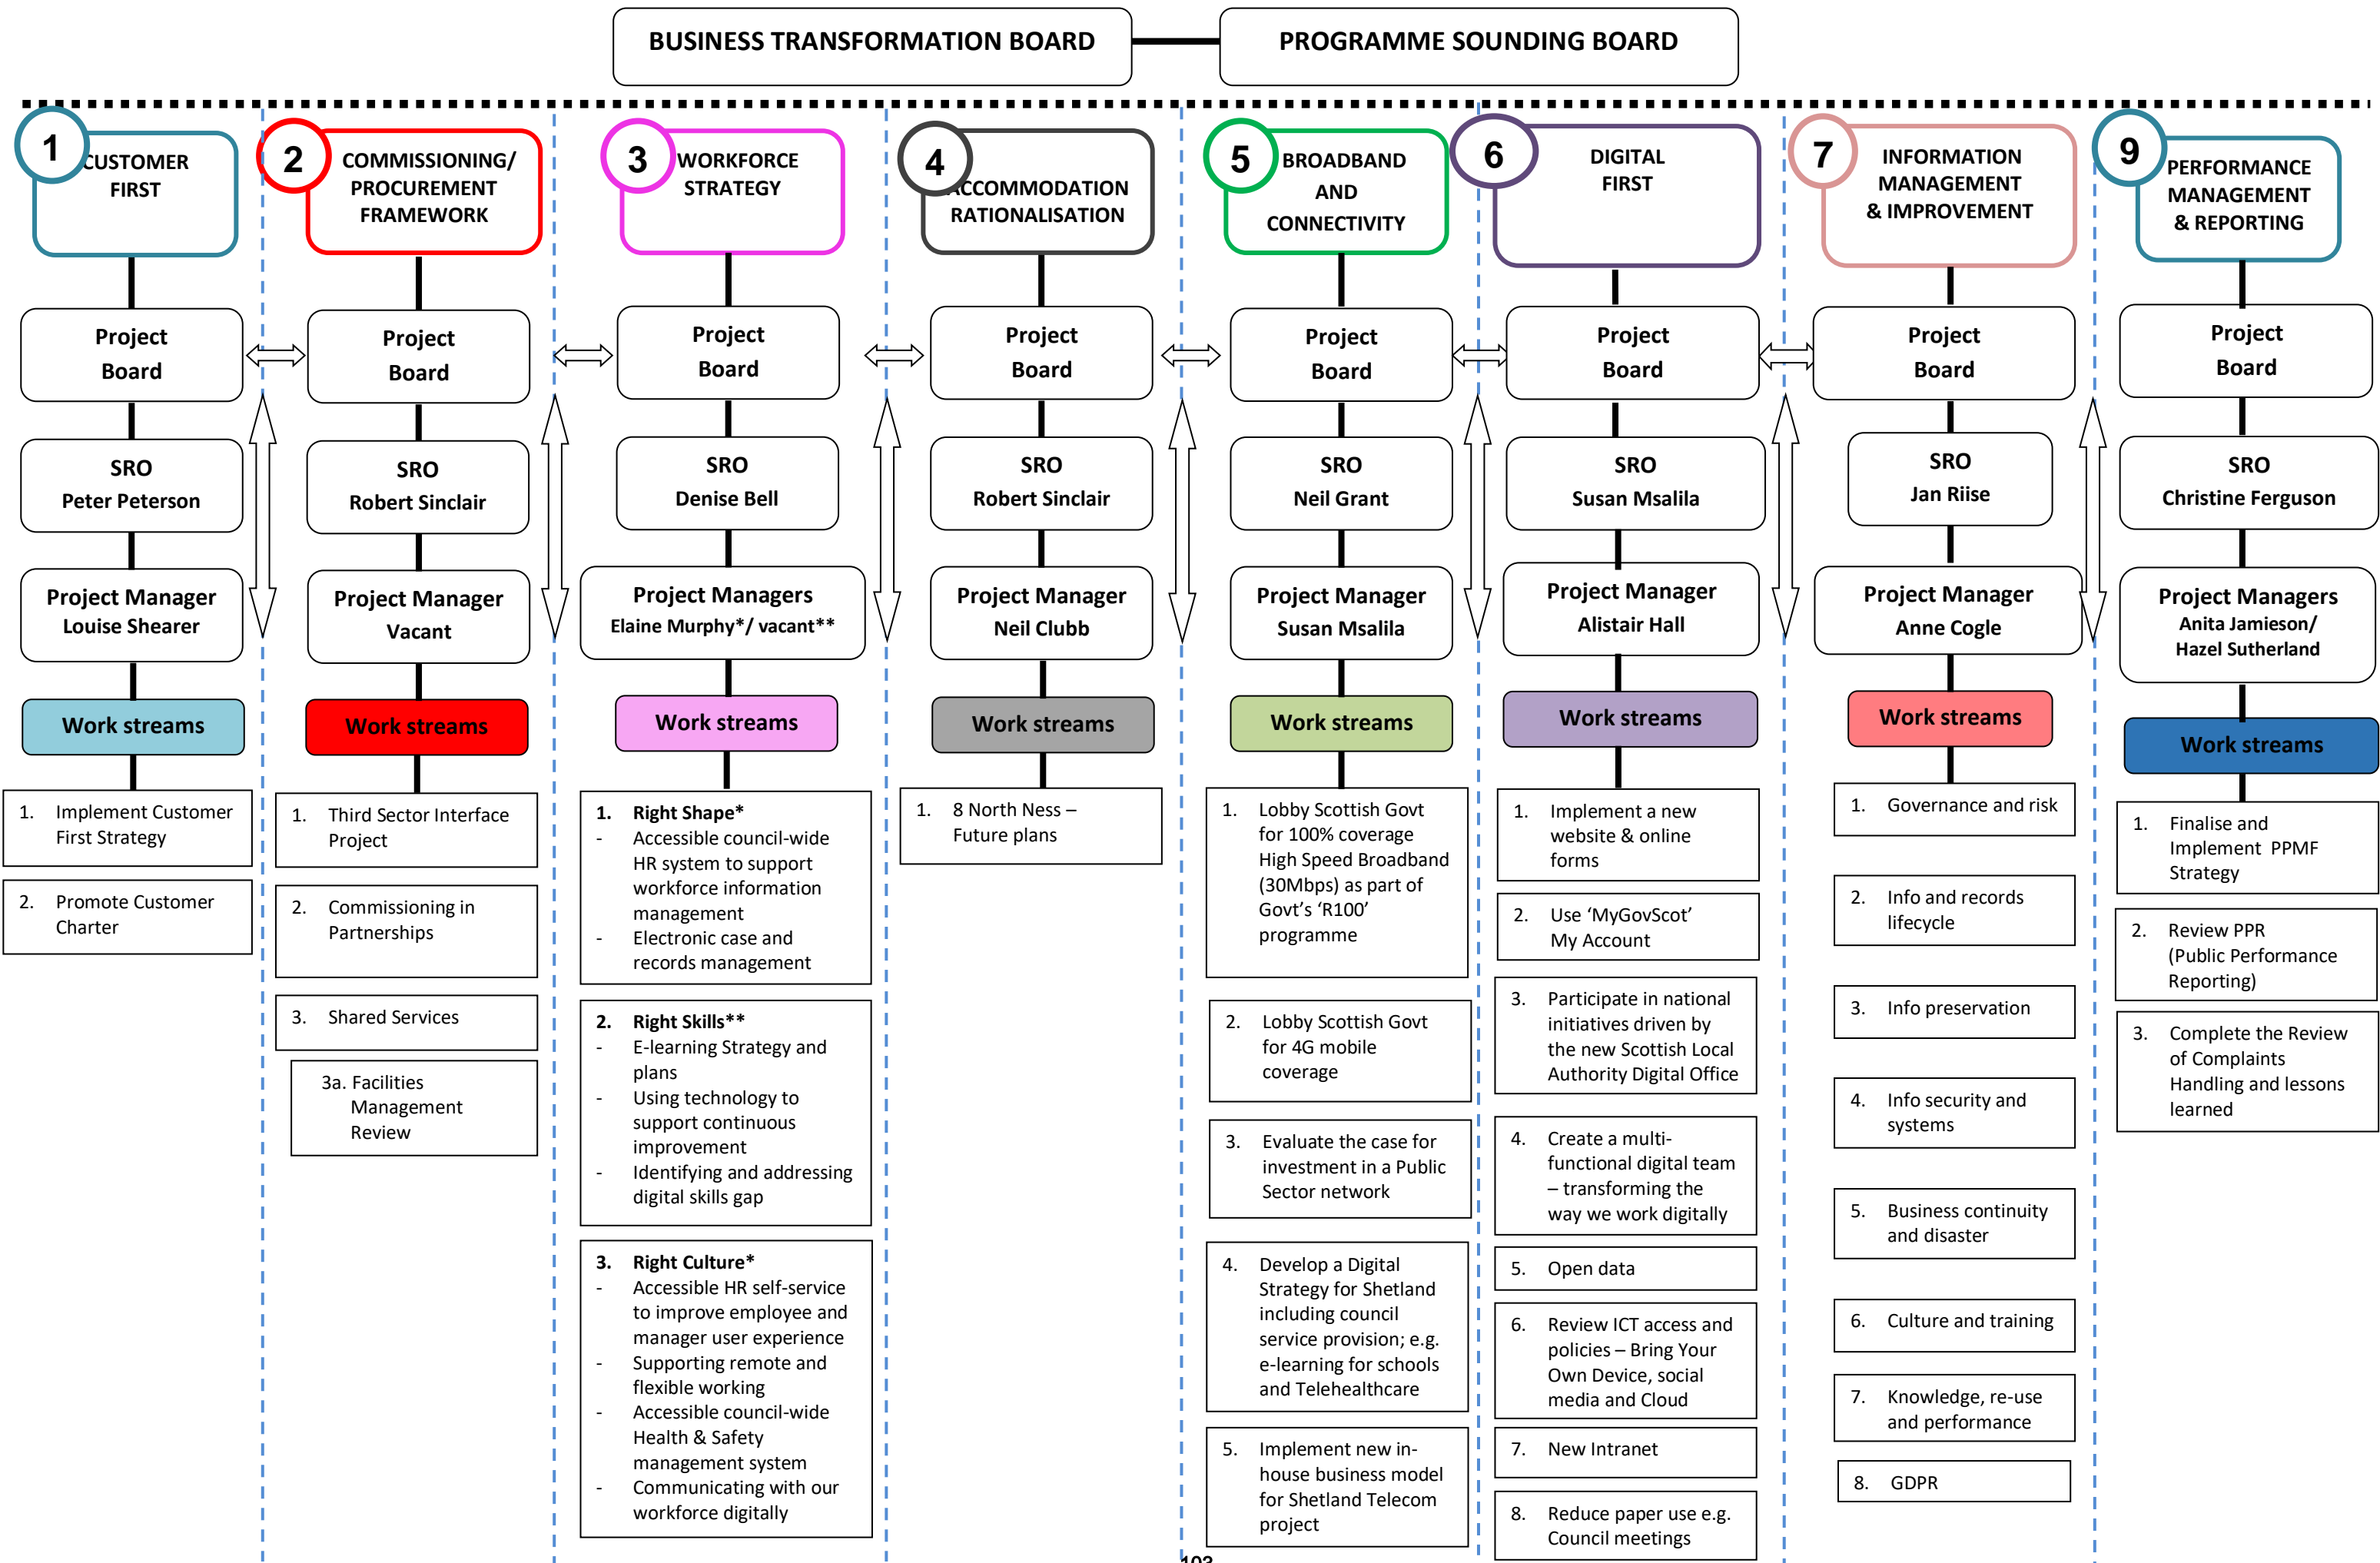 BUSINESS TRANSFORMATION BOARD
PROGRAMME SOUNDING BOARD
1
CUSTOMER
FIRST
Project
Board
SRO
Peter Peterson
Project Manager
Louise Shearer
Work streams
1. Implement Customer
First Strategy
2. Promote Customer
Charter
2
COMMISSIONING/
PROCUREMENT
FRAMEWORK
Project
Board
SRO
Robert Sinclair
Project Manager
Vacant
Work streams
1. Third Sector Interface
Project
2. Commissioning in
Partnerships
3. Shared Services
3a. Facilities
Management
Review
3
WORKFORCE
STRATEGY
Project
Board
SRO
Denise Bell
Project Managers
Elaine Murphy*/ vacant**
Work streams
1. Right Shape*
- Accessible council-wide
HR system to support
workforce information
management
- Electronic case and
records management
2. Right Skills**
- E-learning Strategy and
plans
- Using technology to
support continuous
improvement
- Identifying and addressing
digital skills gap
3. Right Culture*
- Accessible HR self-service
to improve employee and
manager user experience
- Supporting remote and
flexible working
- Accessible council-wide
Health & Safety
management system
- Communicating with our
workforce digitally
4
ACCOMMODATION
RATIONALISATION
Project
Board
SRO
Robert Sinclair
Project Manager
Neil Clubb
Work streams
1. 8 North Ness –
Future plans
5
BROADBAND
AND
CONNECTIVITY
Project
Board
SRO
Neil Grant
Project Manager
Susan Msalila
Work streams
1. Lobby Scottish Govt
for 100% coverage
High Speed Broadband
(30Mbps) as part of
Govt's ‘R100’
programme
2. Lobby Scottish Govt
for 4G mobile
coverage
3. Evaluate the case for
investment in a Public
Sector network
4. Develop a Digital
Strategy for Shetland
including council
service provision; e.g.
e-learning for schools
and Telehealthcare
5. Implement new in-
house business model
for Shetland Telecom
project
6
DIGITAL
FIRST
Project
Board
SRO
Susan Msalila
Project Manager
Alistair Hall
Work streams
1. Implement a new
website & online
forms
2. Use ‘MyGovScot’
My Account
3. Participate in national
initiatives driven by
the new Scottish Local
Authority Digital Office
4. Create a multi-
functional digital team
– transforming the
way we work digitally
5. Open data
6. Review ICT access and
policies – Bring Your
Own Device, social
media and Cloud
7. New Intranet
8. Reduce paper use e.g.
Council meetings
7
INFORMATION
MANAGEMENT
& IMPROVEMENT
Project
Board
SRO
Jan Riise
Project Manager
Anne Cogle
Work streams
1. Governance and risk
2. Info and records
lifecycle
3. Info preservation
4. Info security and
systems
5. Business continuity
and disaster
6. Culture and training
7. Knowledge, re-use
and performance
8. GDPR
9
PERFORMANCE
MANAGEMENT
& REPORTING
Project
Board
SRO
Christine Ferguson
Project Managers
Anita Jamieson/
Hazel Sutherland
Work streams
1. Finalise and
Implement PPMF
Strategy
2. Review PPR
(Public Performance
Reporting)
3. Complete the Review
of Complaints
Handling and lessons
learned
103